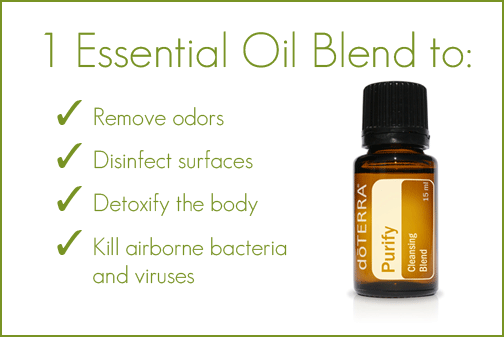 1 Essential Oil Blend to:
✓ Remove odors
✓ Disinfect surfaces
✓ Detoxify the body
✓ Kill airborne bacteria
and viruses
dōTERRA
Purify
Cleansing
Blend
15 ml